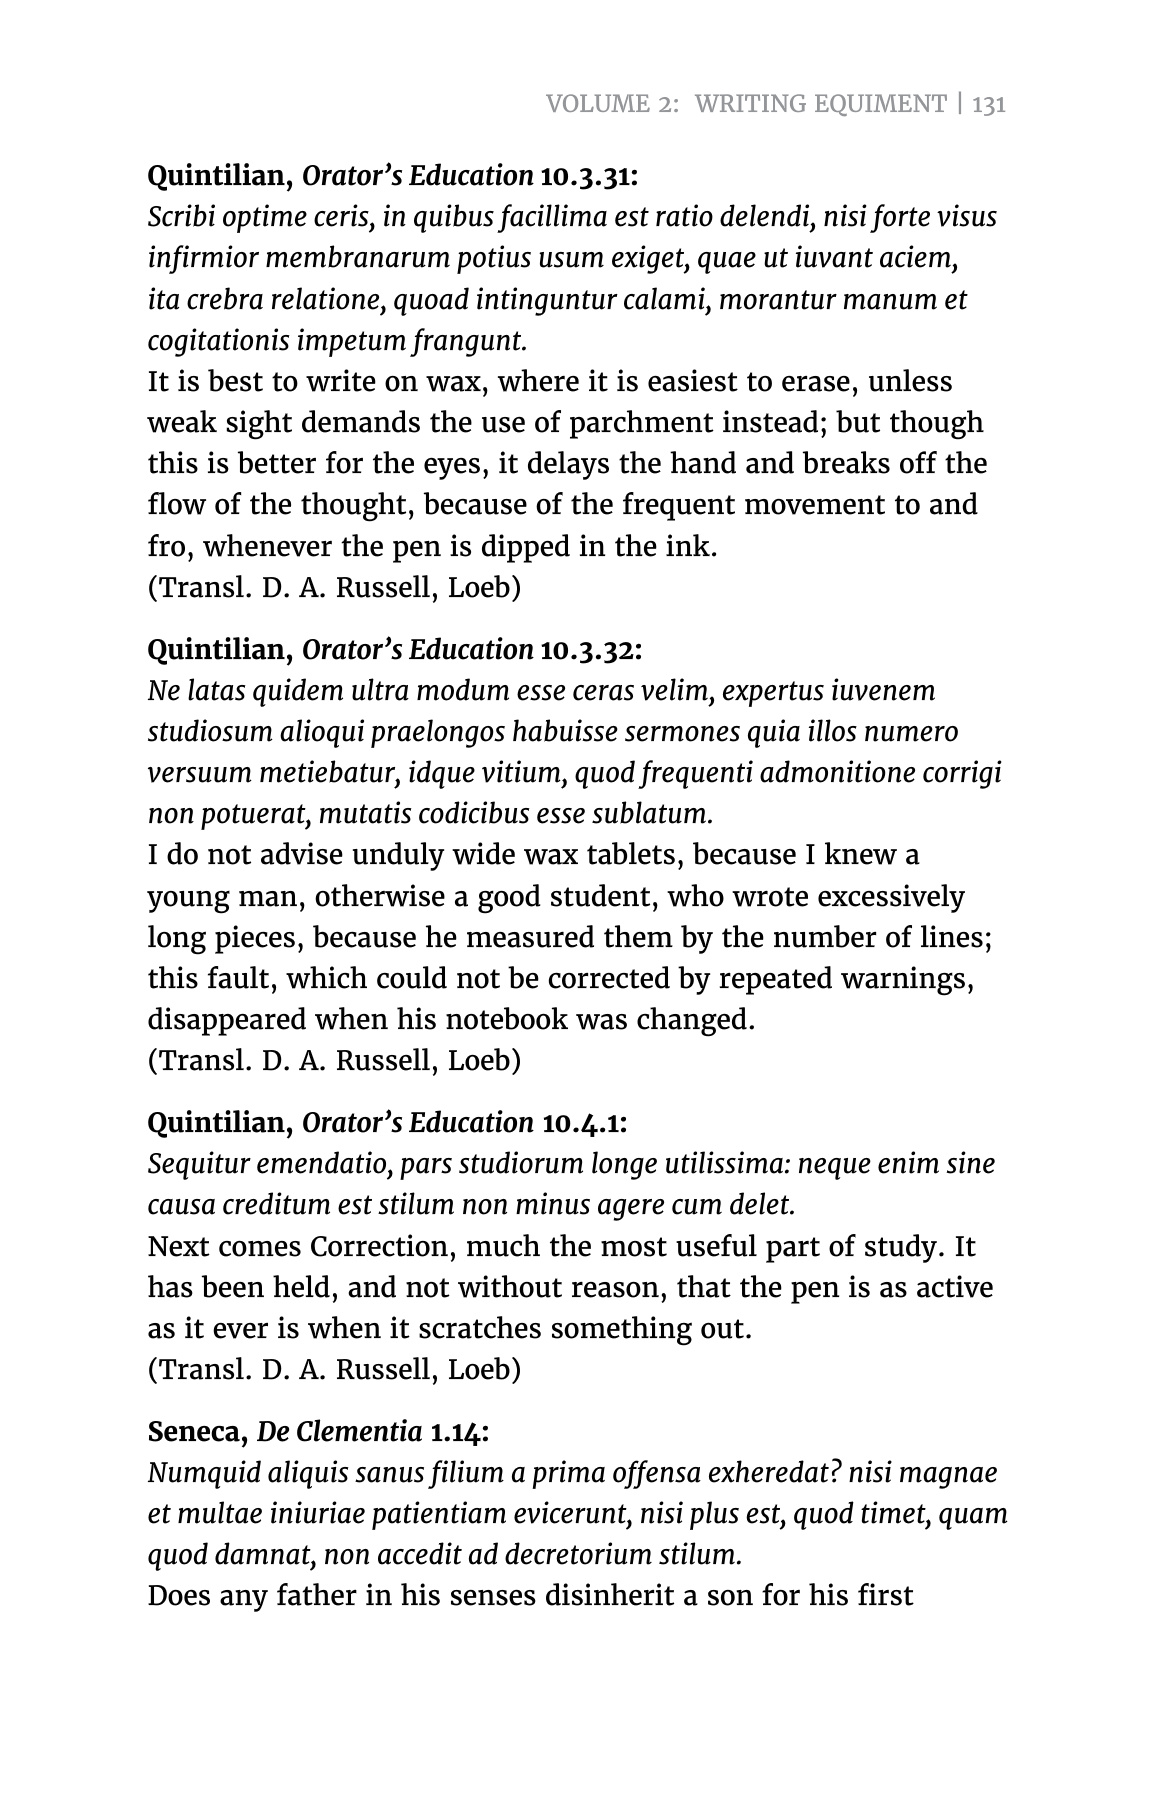 VOLUME 2:  WRITING EQUIMENT | 131
Quintilian, Orator’s Education 10.3.31:
Scribi optime ceris, in quibus facillima est ratio delendi, nisi forte visus
infirmior membranarum potius usum exiget, quae ut iuvant aciem,
ita crebra relatione, quoad intinguntur calami, morantur manum et
cogitationis impetum frangunt.
It is best to write on wax, where it is easiest to erase, unless
weak sight demands the use of parchment instead; but though
this is better for the eyes, it delays the hand and breaks off the
flow of the thought, because of the frequent movement to and
fro, whenever the pen is dipped in the ink.
(Transl. D. A. Russell, Loeb)
Quintilian, Orator’s Education 10.3.32:
Ne latas quidem ultra modum esse ceras velim, expertus iuvenem
studiosum alioqui praelongos habuisse sermones quia illos numero
versuum metiebatur, idque vitium, quod frequenti admonitione corrigi
non potuerat, mutatis codicibus esse sublatum.
I do not advise unduly wide wax tablets, because I knew a
young man, otherwise a good student, who wrote excessively
long pieces, because he measured them by the number of lines;
this fault, which could not be corrected by repeated warnings,
disappeared when his notebook was changed.
(Transl. D. A. Russell, Loeb)
Quintilian, Orator’s Education 10.4.1:
Sequitur emendatio, pars studiorum longe utilissima: neque enim sine
causa creditum est stilum non minus agere cum delet.
Next comes Correction, much the most useful part of study. It
has been held, and not without reason, that the pen is as active
as it ever is when it scratches something out.
(Transl. D. A. Russell, Loeb)
Seneca, De Clementia 1.14:
Numquid aliquis sanus filium a prima offensa exheredat? nisi magnae
et multae iniuriae patientiam evicerunt, nisi plus est, quod timet, quam
quod damnat, non accedit ad decretorium stilum.
Does any father in his senses disinherit a son for his first